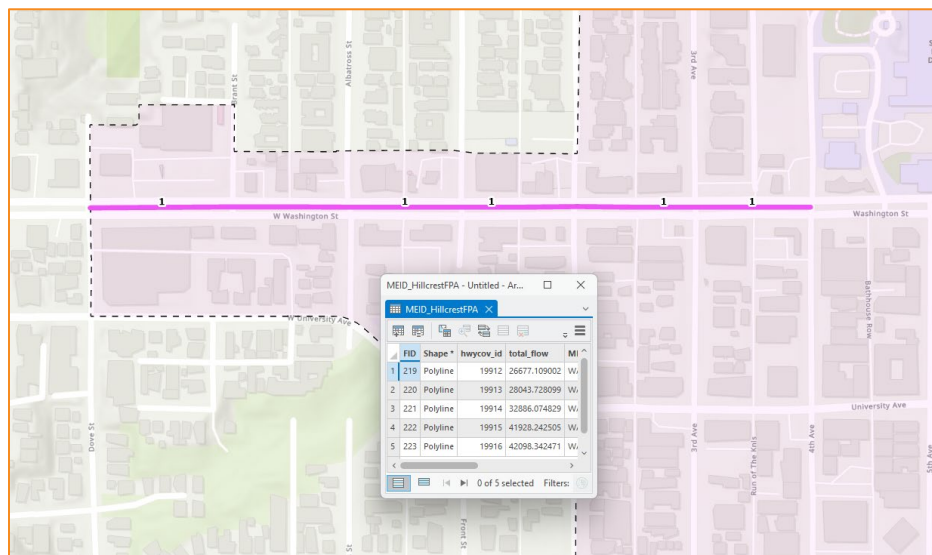 Brant St
Albatross St
3rd Ave
1 1 1 1 1
W Washington St
Washington St
MEID_HillcrestFPA - Untitled - Ar...
MEID_HillcrestFPA
FID Shape * hwycov_id total_flow
1 219 Polyline 19912 26677.109002
2 220 Polyline 19913 28043.728099
3 221 Polyline 19914 32886.074829
4 222 Polyline 19915 41928.242505
5 223 Polyline 19916 42098.342471
0 of 5 selected Filters:
W University Ave
Bathhouse Row
University Ave
Dove St
3rd Ave
Run of The Knls
4th Ave
5th Ave
St
Front St